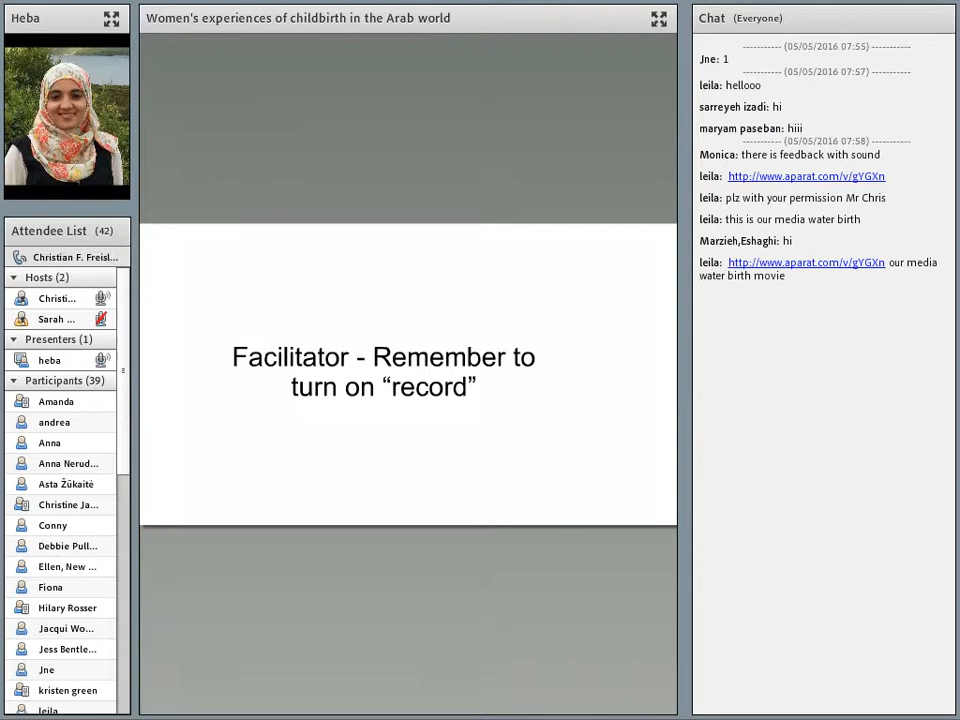 Heba
Attendee List (42)
Christian F. Freisl...
Hosts (2)
Christi...
Sarah ...
Presenters (1)
heba
Participants (39)
Amanda
andrea
Anna
Anna Nerud...
Asta Žūkaitė
Christine Ja...
Conny
Debbie Pull...
Ellen, New ...
Fiona
Hilary Rosser
Jacqui Wo...
Jess Bentle...
Jne
kristen green
leila
Women's experiences of childbirth in the Arab world
Facilitator - Remember to
turn on “record”
Chat (Everyone)
----------- (05/05/2016 07:55) -----------
Jne: 1
----------- (05/05/2016 07:57) -----------
leila: hellooo
sarreyeh izadi: hi
maryam paseban: hiii
----------- (05/05/2016 07:58) -----------
Monica: there is feedback with sound
leila: http://www.aparat.com/v/gYGXn
leila: plz with your permission Mr Chris
leila: this is our media water birth
Marzieh,Eshaghi: hi
leila: http://www.aparat.com/v/gYGXn our media
water birth movie